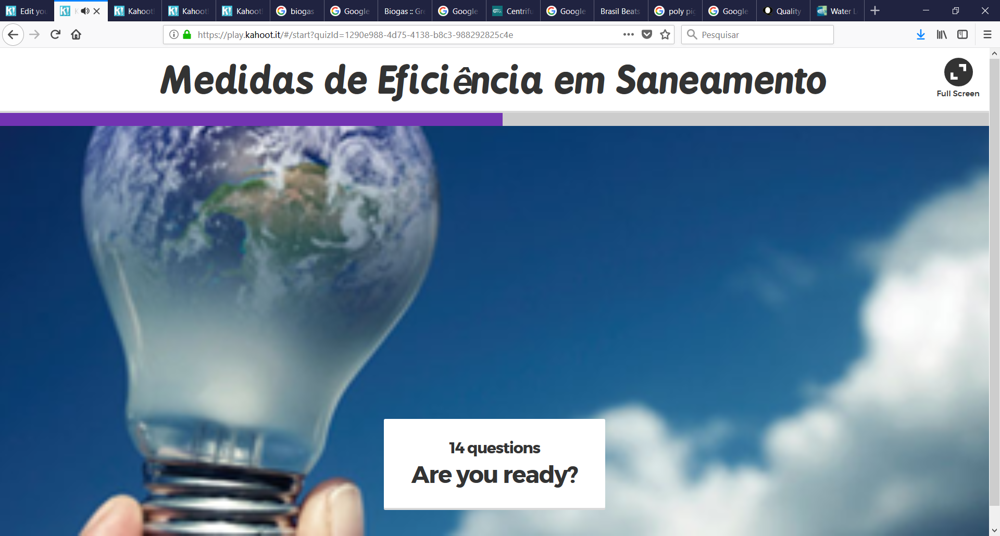 Edit you
Kahoot!
Kahoot!
Kahoot!
biogas
Google
Biogas :: Gre
Google
Centrifu
Google
Brasil Beats
poly pig
Google
Quality
Water L
https://play.kahoot.it/#/start?quizId=1290e988-4d75-4138-b8c3-988292825c4e
Pesquisar
Medidas de Eficiência em Saneamento
Full Screen
14 questions
Are you ready?